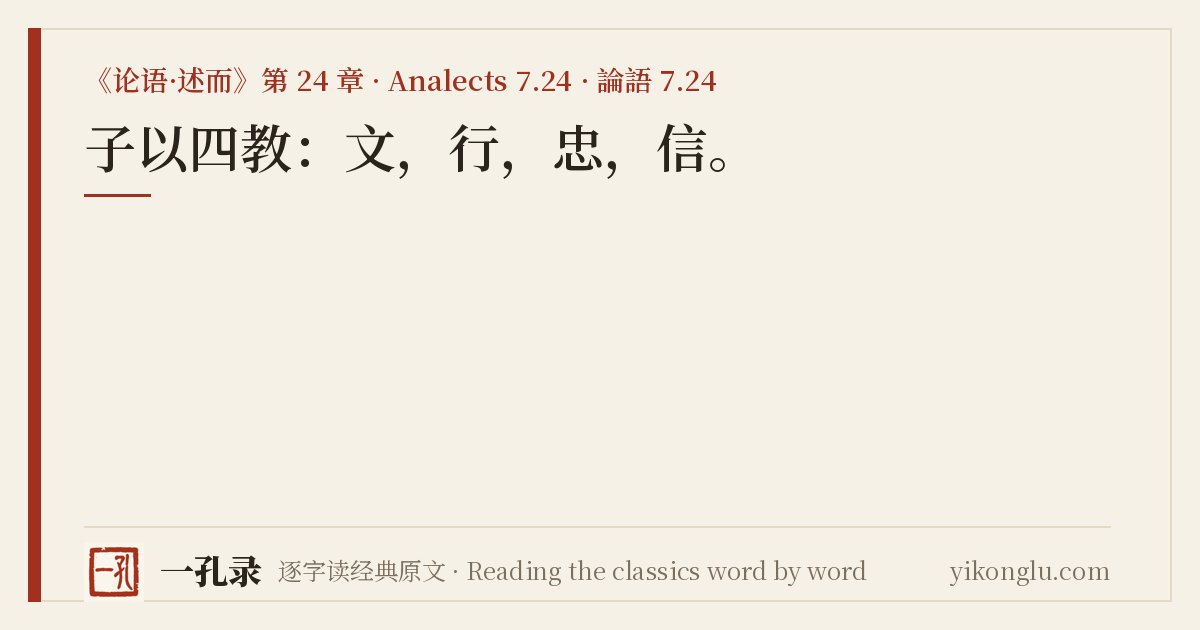 《论语·述而》第 24 章 · Analects 7.24 · 論語 7.24
子以四教：文，行，忠，信。
一孔
一孔录 逐字读经典原文 · Reading the classics word by word yikonglu.com